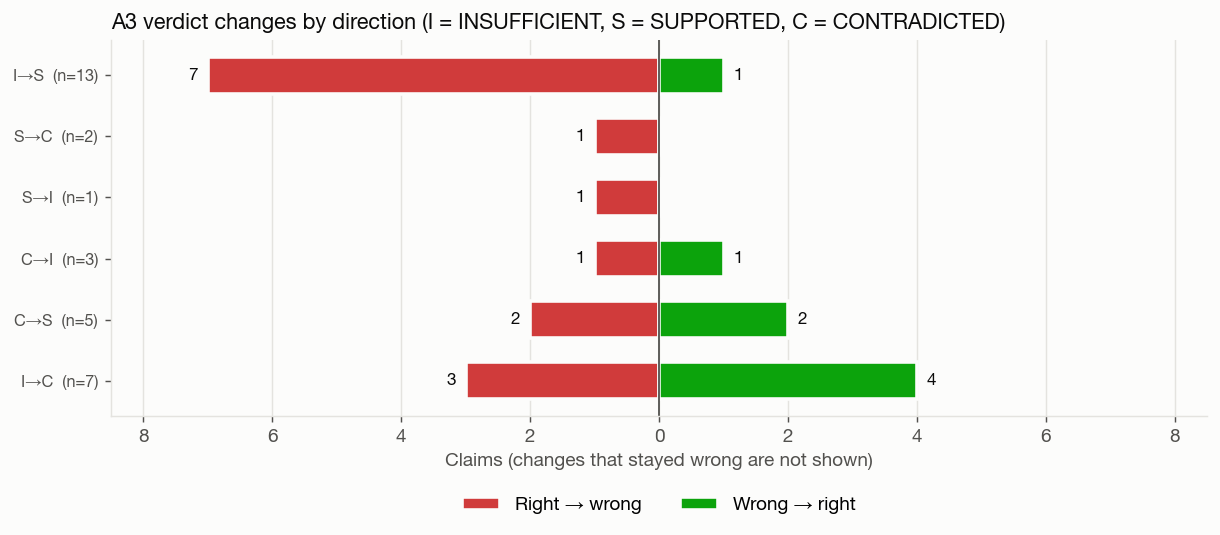 A3 verdict changes by direction (I = INSUFFICIENT, S = SUPPORTED, C = CONTRADICTED)
I→S (n=13) 7 1
S→C (n=2) 1
S→I (n=1) 1
C→I (n=3) 1 1
C→S (n=5) 2 2
I→C (n=7) 3 4
8 6 4 2 0 2 4 6 8
Claims (changes that stayed wrong are not shown)
Right → wrong Wrong → right